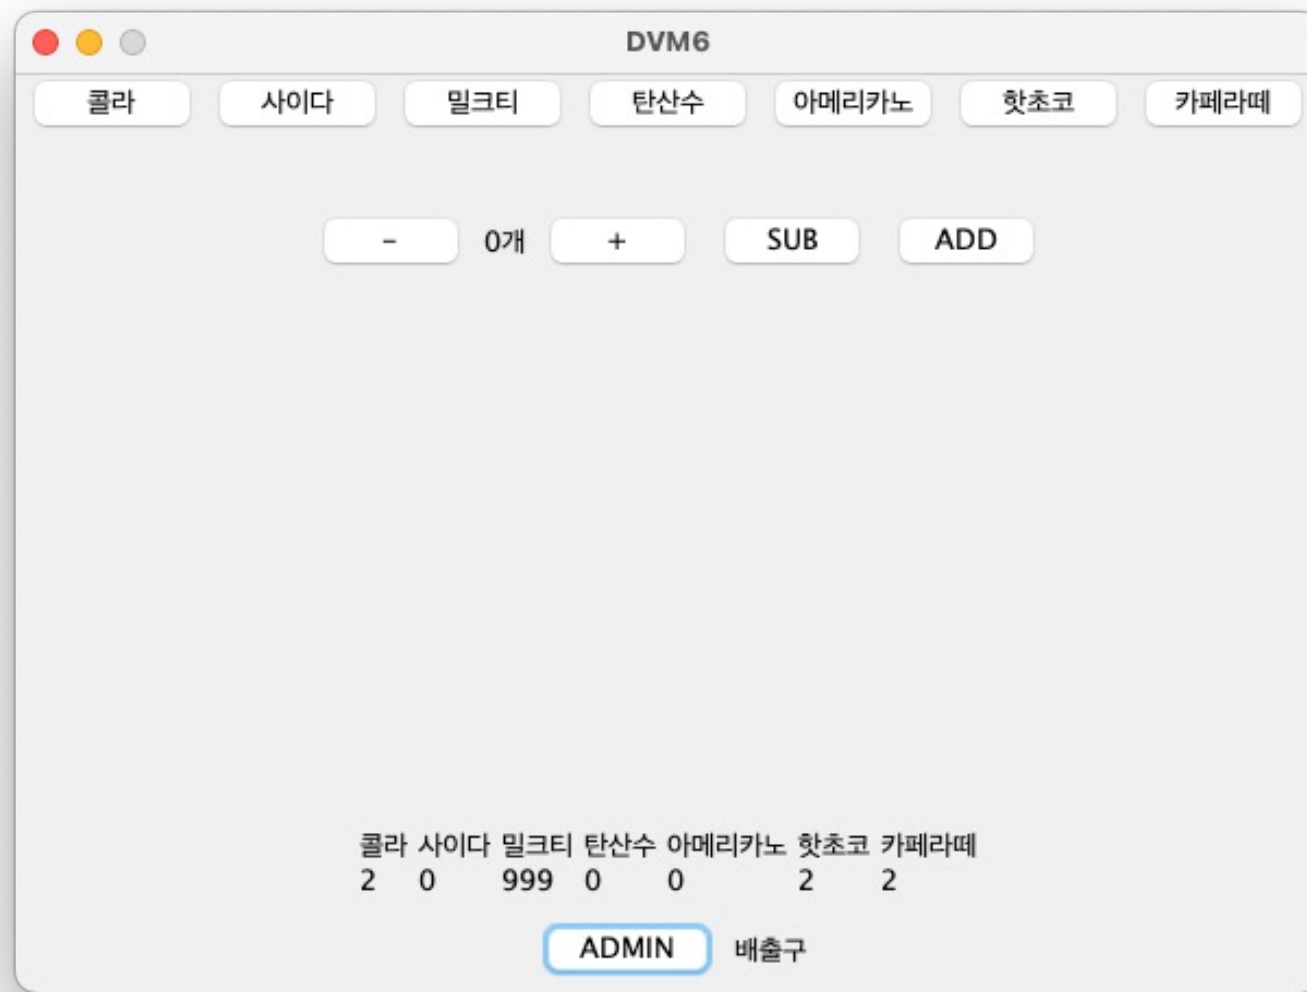 DVM6
콜라 사이다 밀크티 탄산수 아메리카노 핫초코 카페라떼
- 0개 + SUB ADD
콜라 사이다 밀크티 탄산수 아메리카노 핫초코 카페라떼
2 0 999 0 0 2 2
ADMIN 배출구